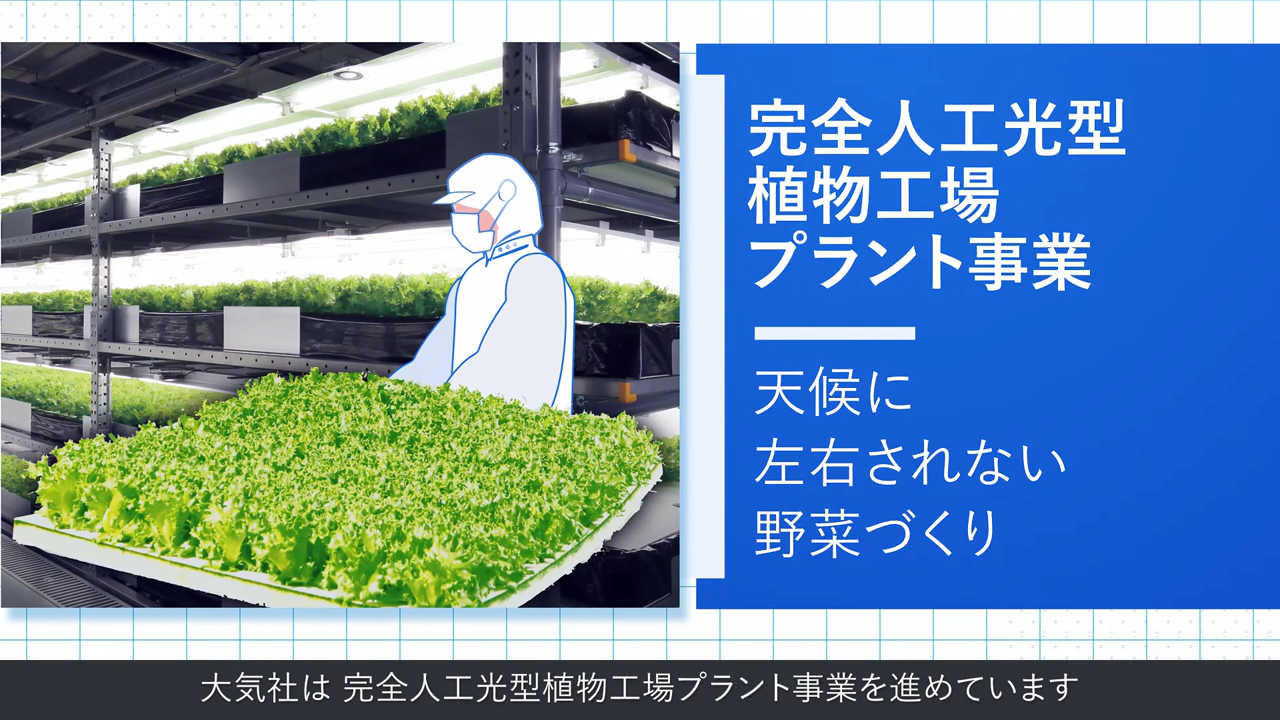 完全人工光型
植物工場
プラント事業
天候に
左右されない
野菜づくり
大気社は 完全人工光型植物工場プラント事業を進めています